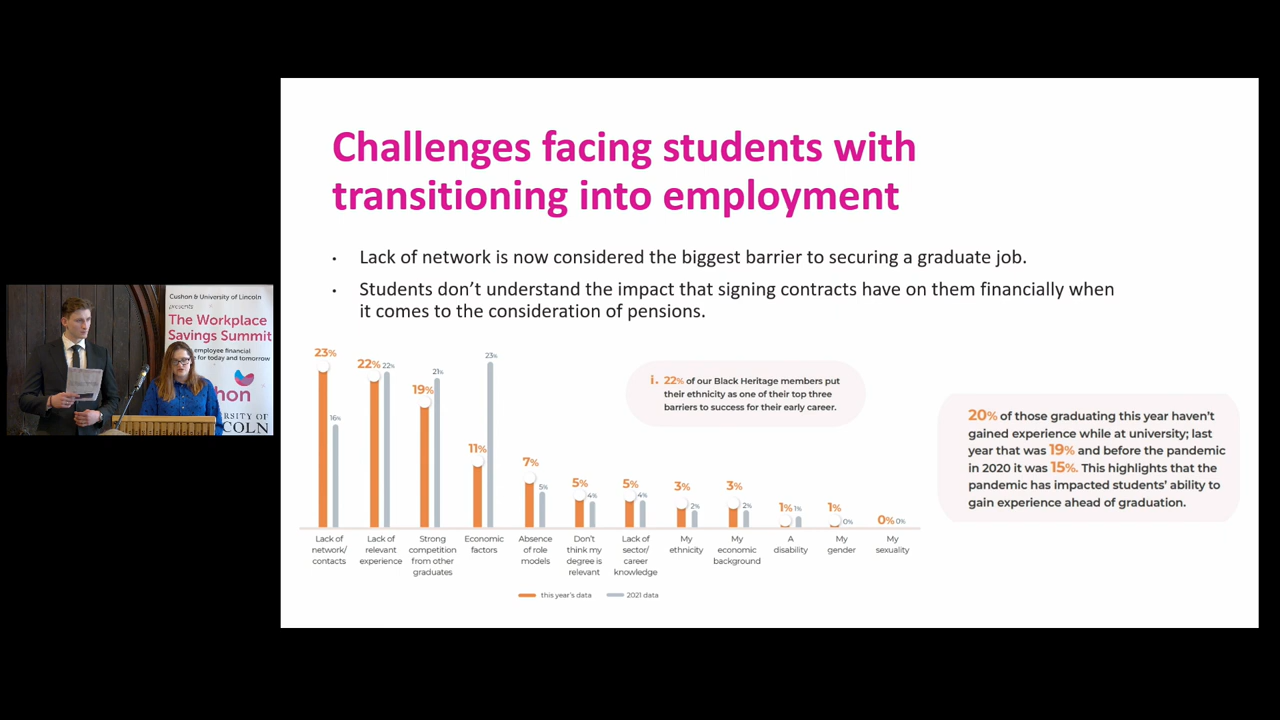 Challenges facing students with
transitioning into employment
• Lack of network is now considered the biggest barrier to securing a graduate job.
• Students don’t understand the impact that signing contracts have on them financially when
it comes to the consideration of pensions.
23%
16%
22%
22%
19%
21%
11%
23%
7%
5%
5%
4%
5%
4%
3%
2%
3%
2%
1%
1%
1%
0%
0%
0%
Lack of
network/
contacts
Lack of
relevant
experience
Strong
competition
from other
graduates
Economic
factors
Absence
of role
models
Don’t
think my
degree is
relevant
Lack of
sector/
career
knowledge
My
ethnicity
My
economic
background
A
disability
My
gender
My
sexuality
this year’s data
2021 data
i. 22% of our Black Heritage members put
their ethnicity as one of their top three
barriers to success for their early career.
20% of those graduating this year haven’t
gained experience while at university; last
year that was 19% and before the pandemic
in 2020 it was 15%. This highlights that the
pandemic has impacted students’ ability to
gain experience ahead of graduation.
Cushon & University of Lincoln
presents
The Workplace
Savings Summit
employee financial
for today and tomorrow
hon
RSITY OF
COLN